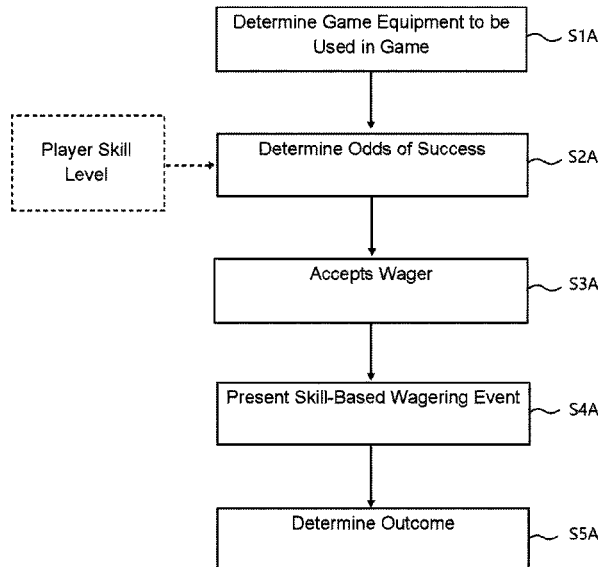 Determine Game Equipment to be
Used in Game
S1A
Player Skill
Level
Determine Odds of Success
S2A
Accepts Wager
S3A
Present Skill-Based Wagering Event
S4A
Determine Outcome
S5A